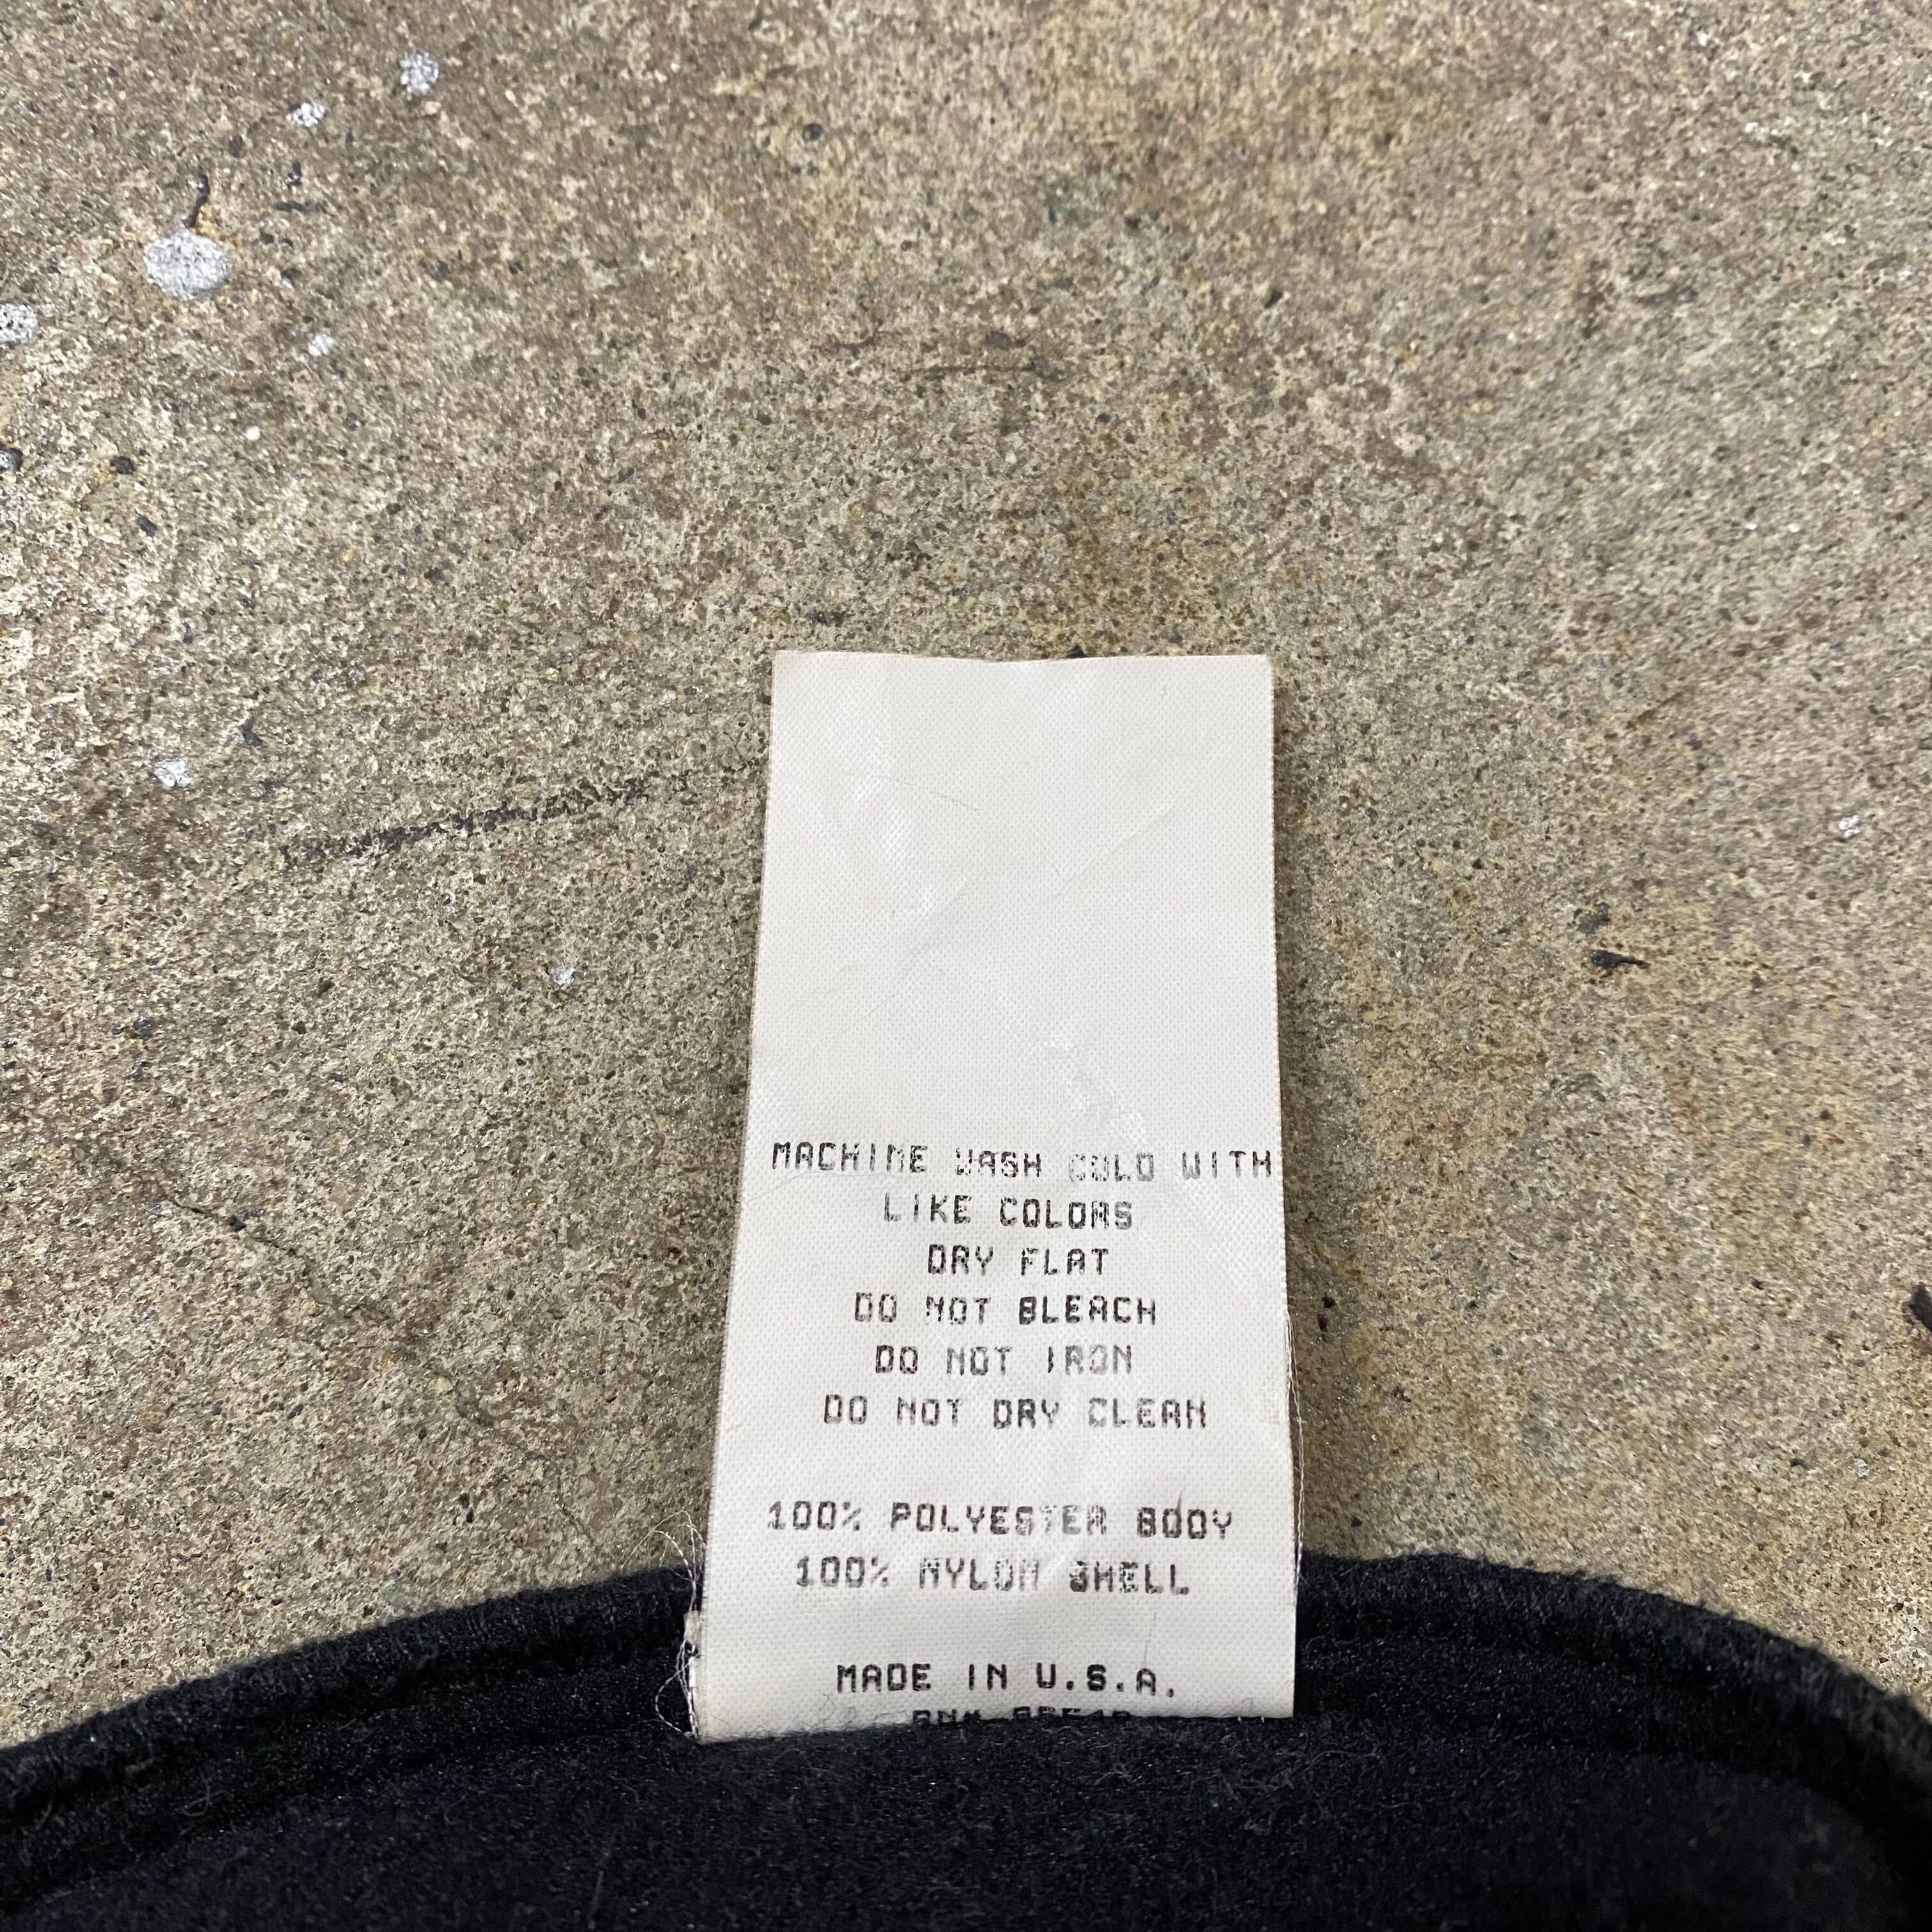 MACHINE WASH COLD WITH
LIKE COLORS
DRY FLAT
DO NOT BLEACH
DO NOT IRON
DO NOT DRY CLEAN
100% POLYESTER BODY
100% NYLON SHELL
MADE IN U.S.A.